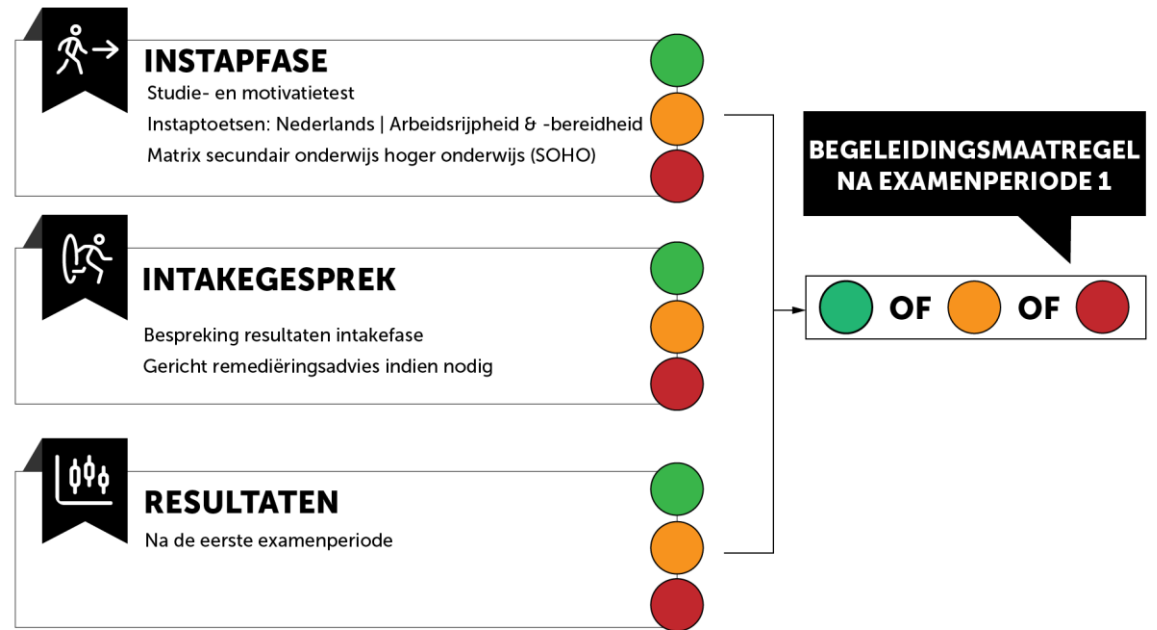 INSTAPFASE
Studie- en motivatietest
Instaptoetsen: Nederlands | Arbeidsrijpheid & -bereidheid
Matrix secundair onderwijs hoger onderwijs (SOHO)
INTAKEGESPREK
Bespreking resultaten intakefase
Gericht remediëringsadvies indien nodig
RESULTATEN
Na de eerste examenperiode
BEGELEIDINGSMAATREGEL
NA EXAMENPERIODE 1
OF OF